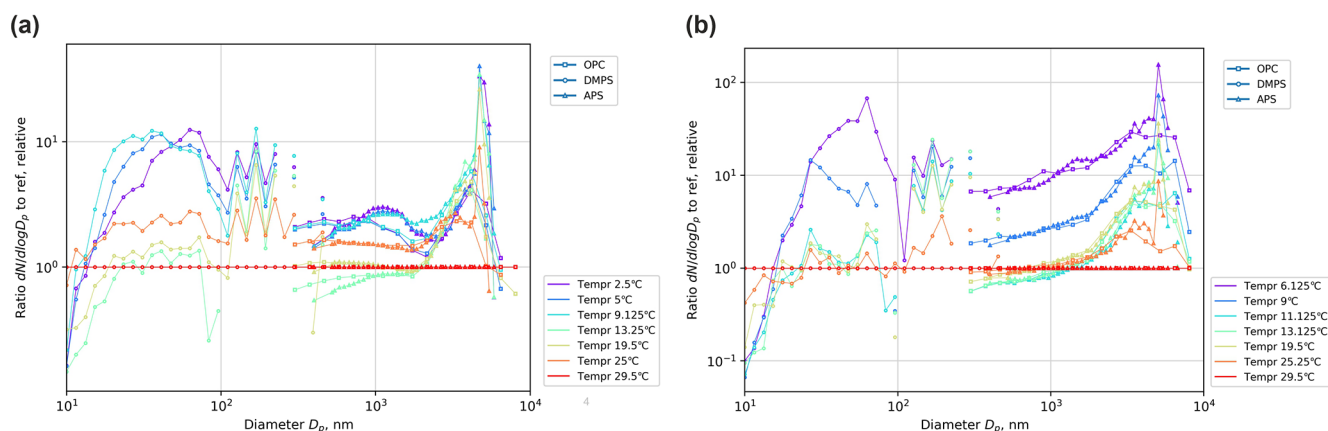 (a)
(b)
Ratio dN/dlogDp to ref, relative
10¹
10⁰
10¹
10²
10³
10⁴
Diameter Dp, nm
OPC
DMPS
APS
Tempr 2.5℃
Tempr 5℃
Tempr 9.125℃
Tempr 13.25℃
Tempr 19.5℃
Tempr 25℃
Tempr 29.5℃
4
Ratio dN/dlogDp to ref, relative
10²
10¹
10⁰
10⁻¹
10¹
10²
10³
10⁴
Diameter Dp, nm
OPC
DMPS
APS
Tempr 6.125℃
Tempr 9℃
Tempr 11.125℃
Tempr 13.125℃
Tempr 19.5℃
Tempr 25.25℃
Tempr 29.5℃